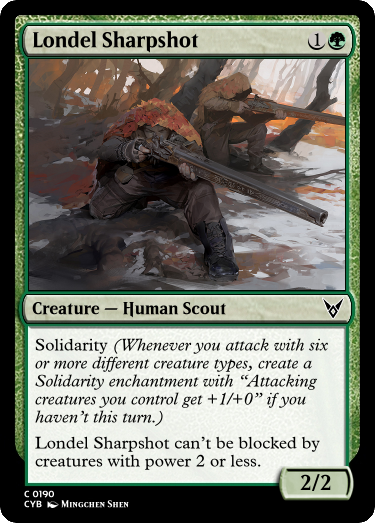 Londel Sharpshot 1
Creature — Human Scout
Solidarity (Whenever you attack with six
or more different creature types, create a
Solidarity enchantment with “Attacking
creatures you control get +1/+0” if you
haven’t this turn.)
Londel Sharpshot can’t be blocked by
creatures with power 2 or less.
2/2
C 0190
CYB Mingchen Shen